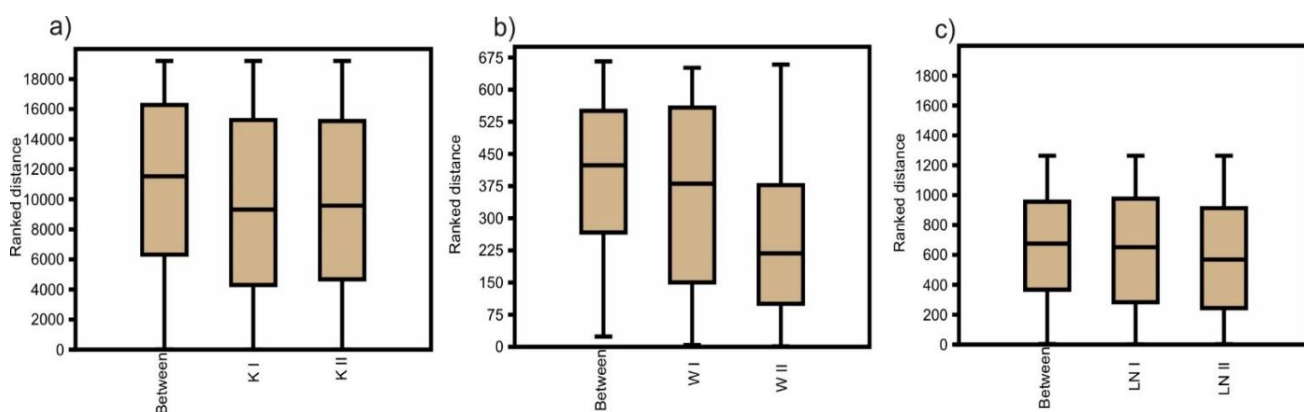 a)
Ranked distance
18000
16000
14000
12000
10000
8000
6000
4000
2000
0
Between
K I
K II
b)
Ranked distance
675
600
525
450
375
300
225
150
75
0
Between
W I
W II
c)
Ranked distance
1800
1600
1400
1200
1000
800
600
400
200
0
Between
LN I
LN II